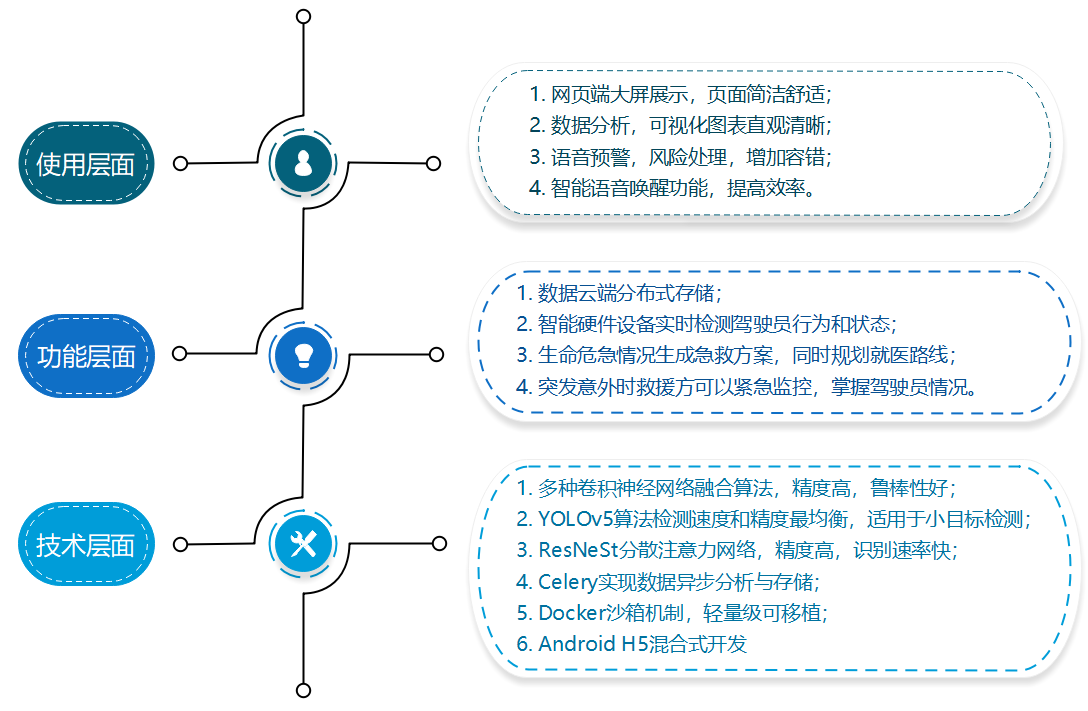 使用层面
1. 网页端大屏展示，页面简洁舒适；
2. 数据分析，可视化图表直观清晰；
3. 语音预警，风险处理，增加容错；
4. 智能语音唤醒功能，提高效率。
功能层面
1. 数据云端分布式存储；
2. 智能硬件设备实时检测驾驶员行为和状态；
3. 生命危急情况生成急救方案，同时规划就医路线；
4. 突发意外时救援方可以紧急监控，掌握驾驶员情况。
技术层面
1. 多种卷积神经网络融合算法，精度高，鲁棒性好；
2. YOLOv5算法检测速度和精度最均衡，适用于小目标检测；
3. ResNeSt分散注意力网络，精度高，识别速率快；
4. Celery实现数据异步分析与存储；
5. Docker沙箱机制，轻量级可移植；
6. Android H5混合式开发